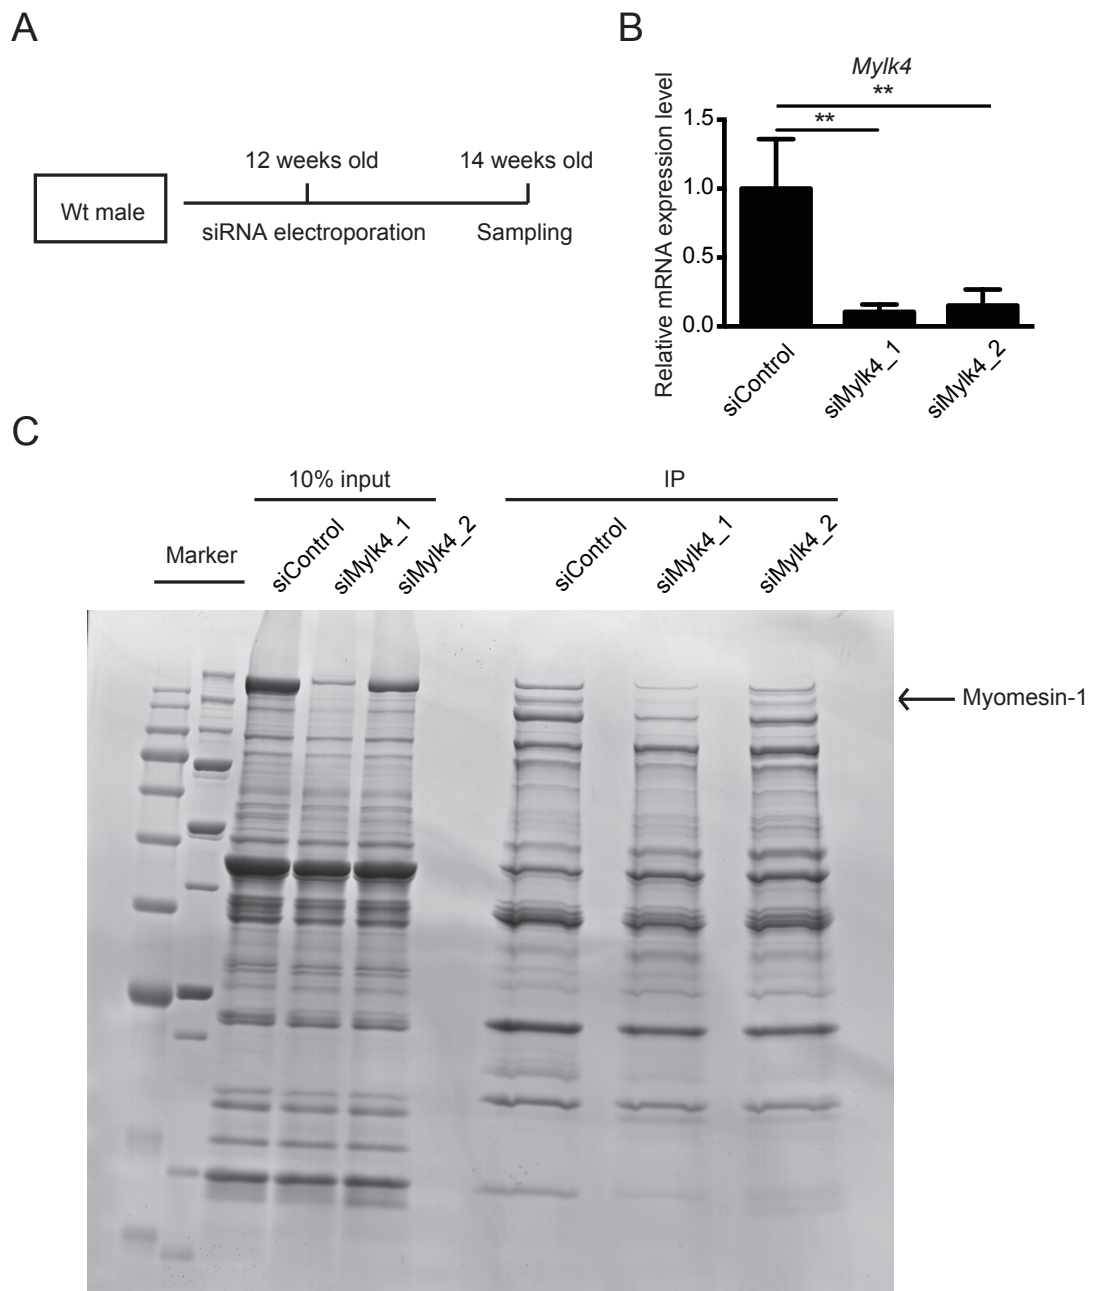 A
Wt male
12 weeks old
14 weeks old
siRNA electroporation
Sampling
B
Mylk4
**
**
Relative mRNA expression level
1.5
1.0
0.5
0.0
siControl
siMylk4_1
siMylk4_2
C
10% input
IP
Marker
siControl
siMylk4_1
siMylk4_2
siControl
siMylk4_1
siMylk4_2
Myomesin-1